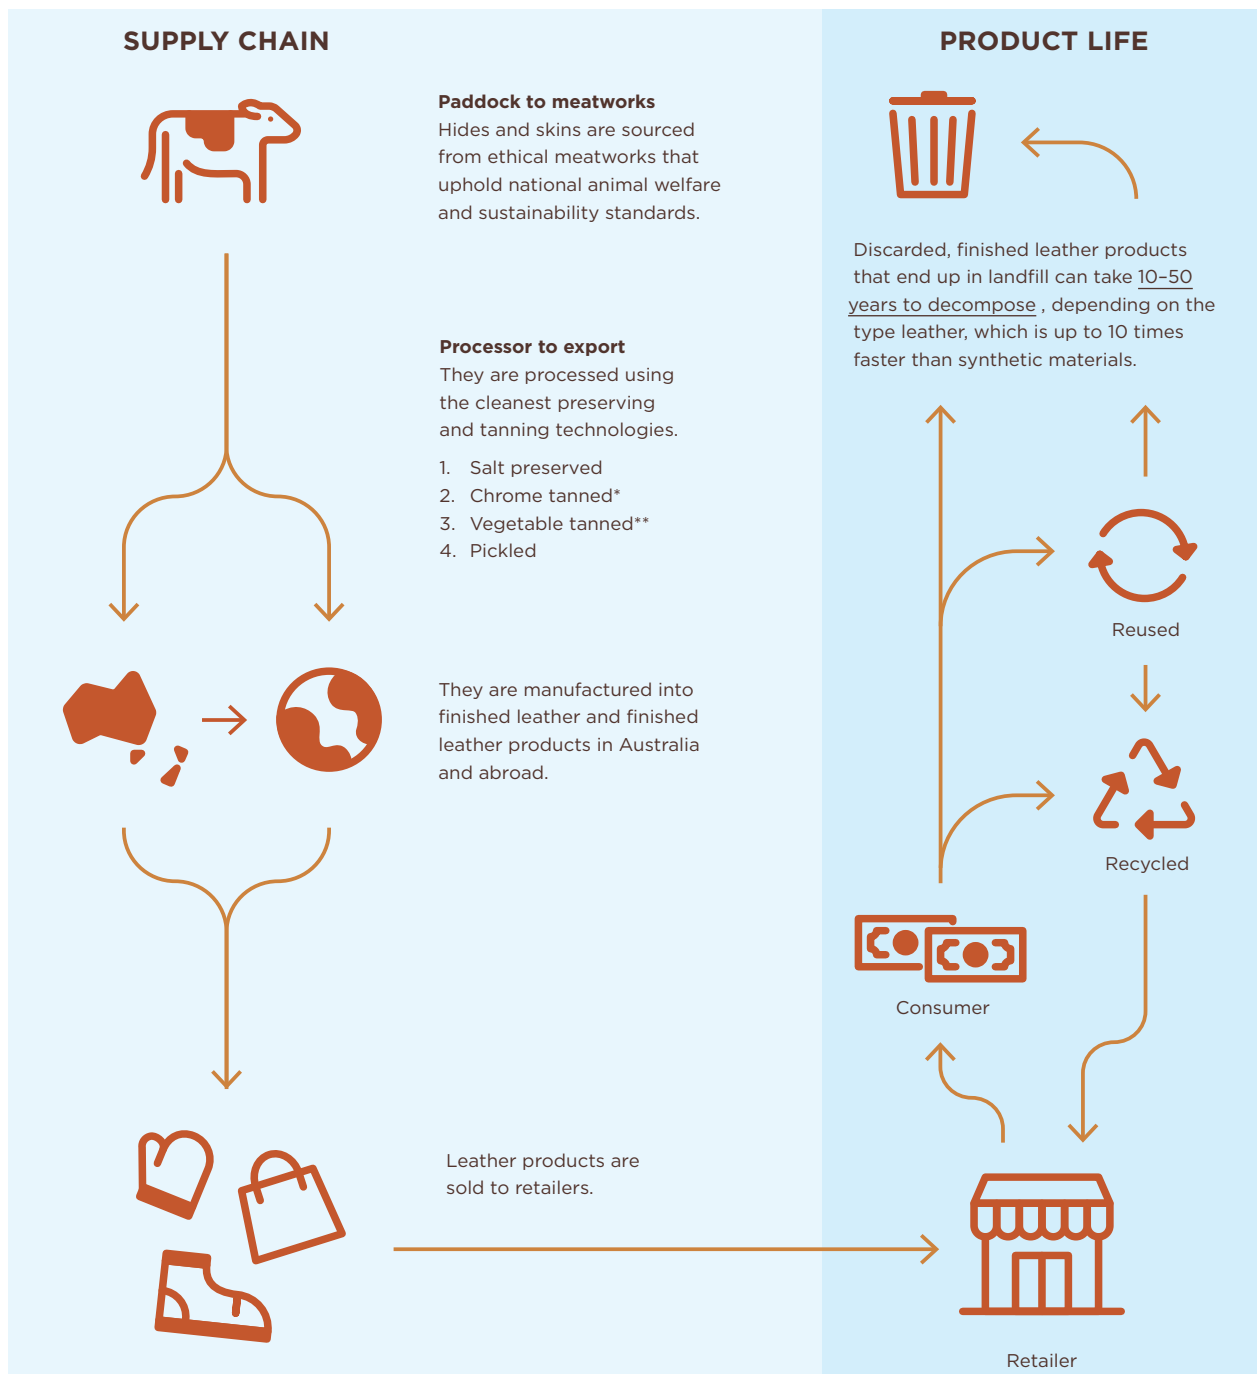 SUPPLY CHAIN
Paddock to meatworks
Hides and skins are sourced
from ethical meatworks that
uphold national animal welfare
and sustainability standards.
Processor to export
They are processed using
the cleanest preserving
and tanning technologies.
1. Salt preserved
2. Chrome tanned*
3. Vegetable tanned**
4. Pickled
They are manufactured into
finished leather and finished
leather products in Australia
and abroad.
Leather products are
sold to retailers.
PRODUCT LIFE
Discarded, finished leather products
that end up in landfill can take 10–50
years to decompose , depending on the
type leather, which is up to 10 times
faster than synthetic materials.
Reused
Recycled
Consumer
Retailer